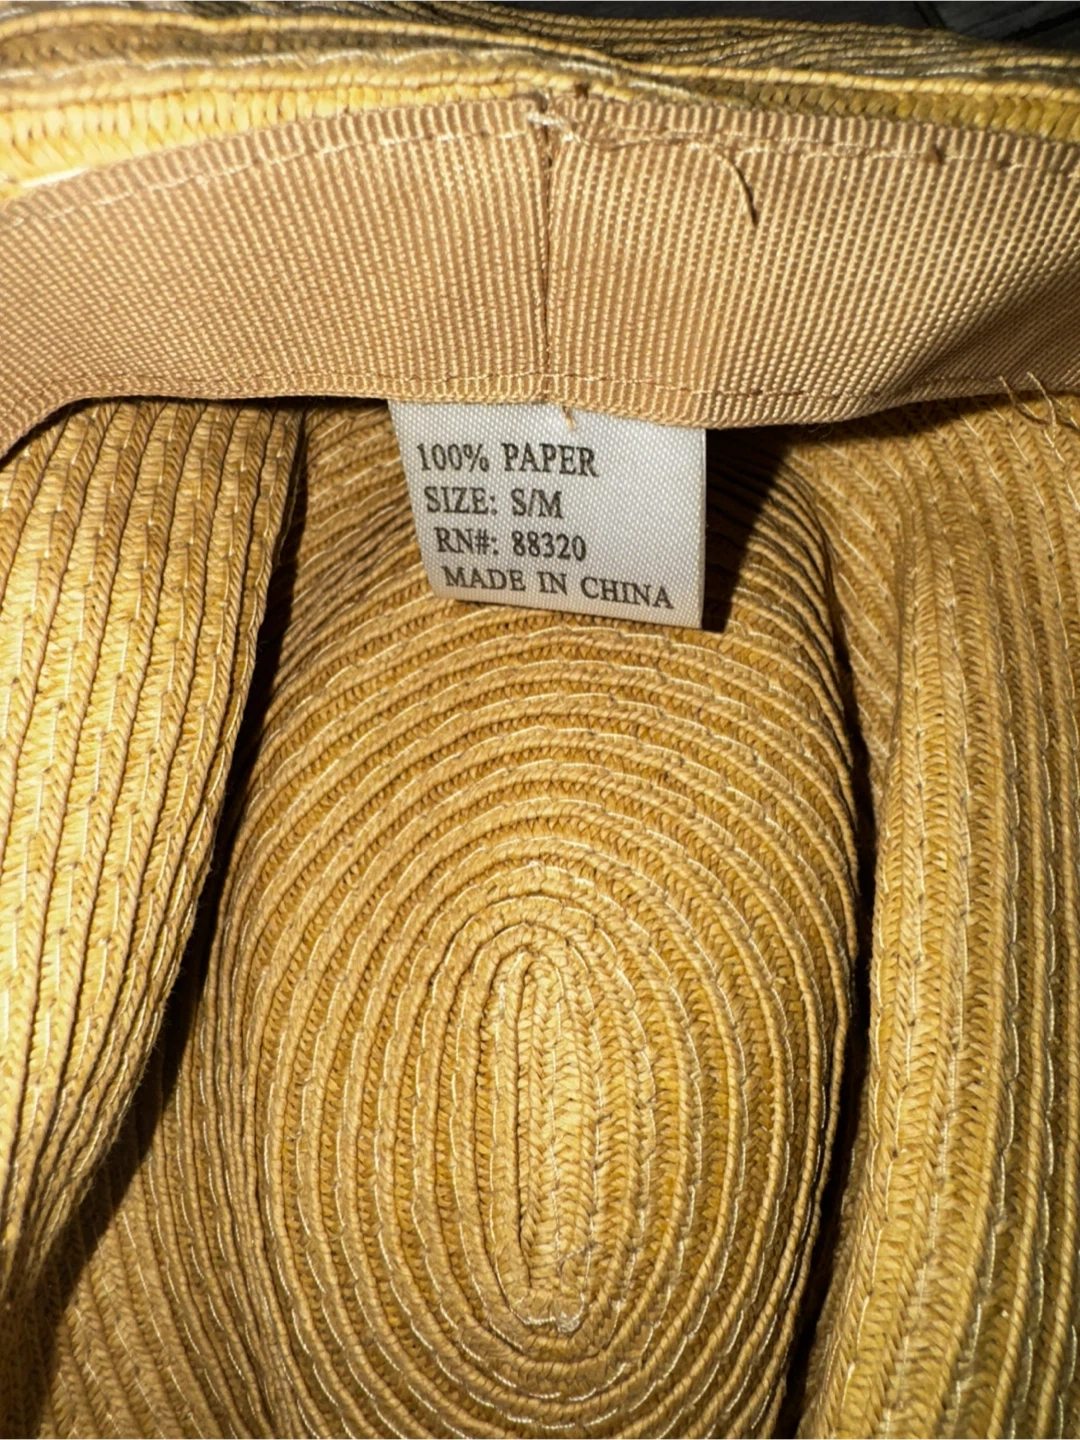 100% PAPER
SIZE: S/M
RN#: 88320
MADE IN CHINA